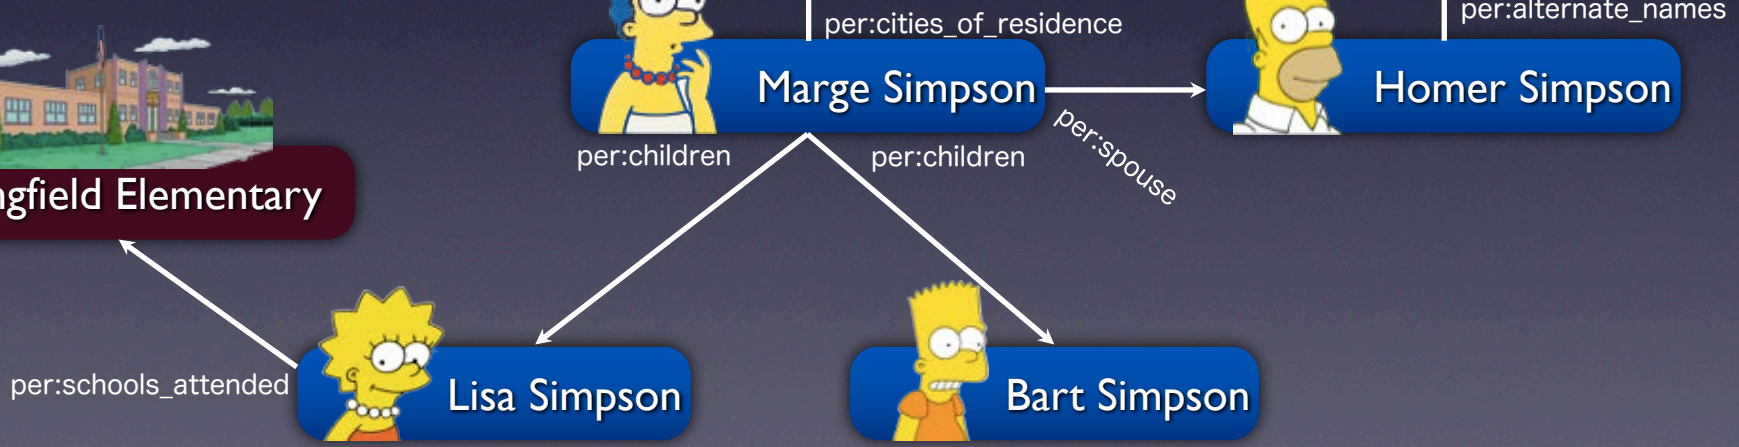 per:cities_of_residence
per:alternate_names
Marge Simpson
Homer Simpson
per:spouse
per:children
per:children
ngfield Elementary
per:schools_attended
Lisa Simpson
Bart Simpson